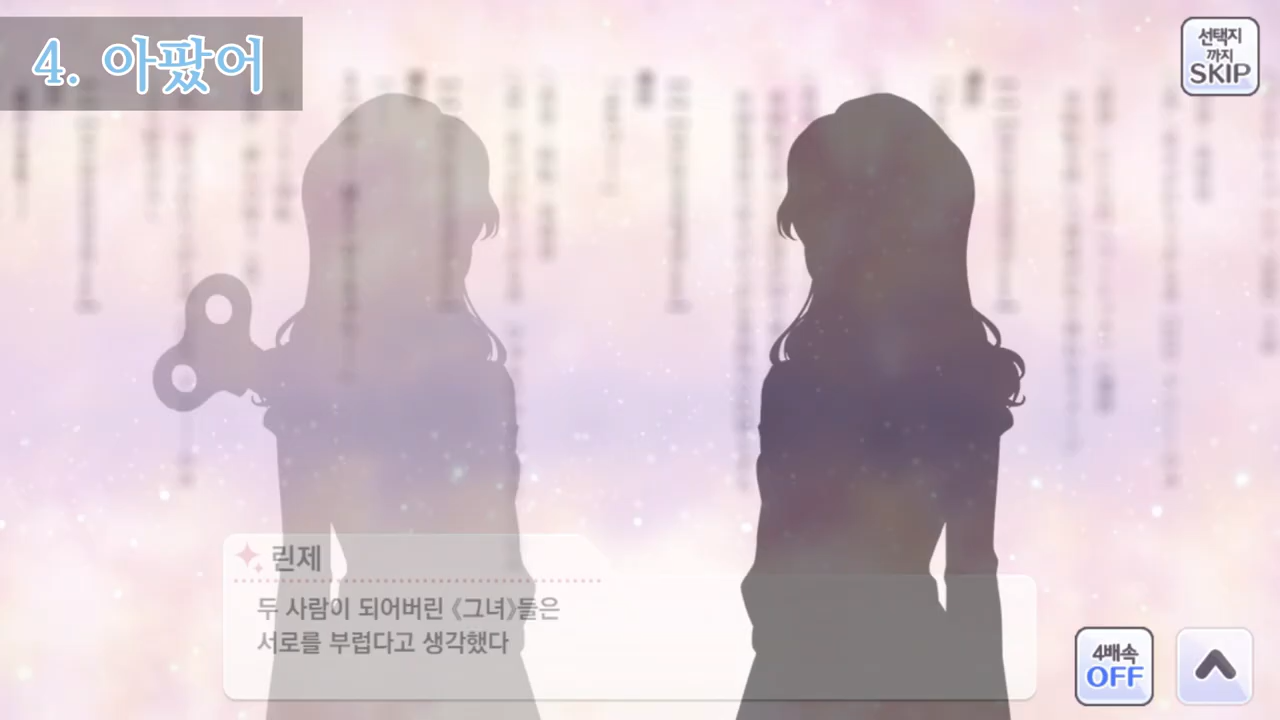 4. 아팠어
선택지
까지
SKIP
린제
두 사람이 되어버린 《그녀》들은
서로를 부럽다고 생각했다
4배속
OFF